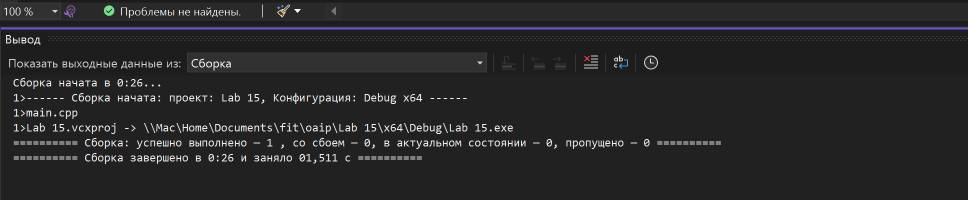 100 %
Проблемы не найдены.
Вывод
Показать выходные данные из: Сборка
Сборка начата в 0:26...
1>------ Сборка начата: проект: Lab 15, Конфигурация: Debug x64 ------
1>main.cpp
1>Lab 15.vcxproj -> \\Mac\Home\Documents\fit\oaip\Lab 15\x64\Debug\Lab 15.exe
========== Сборка: успешно выполнено — 1 , со сбоем — 0, в актуальном состоянии — 0, пропущено — 0 ==========
========== Сборка завершено в 0:26 и заняло 01,511 с ==========